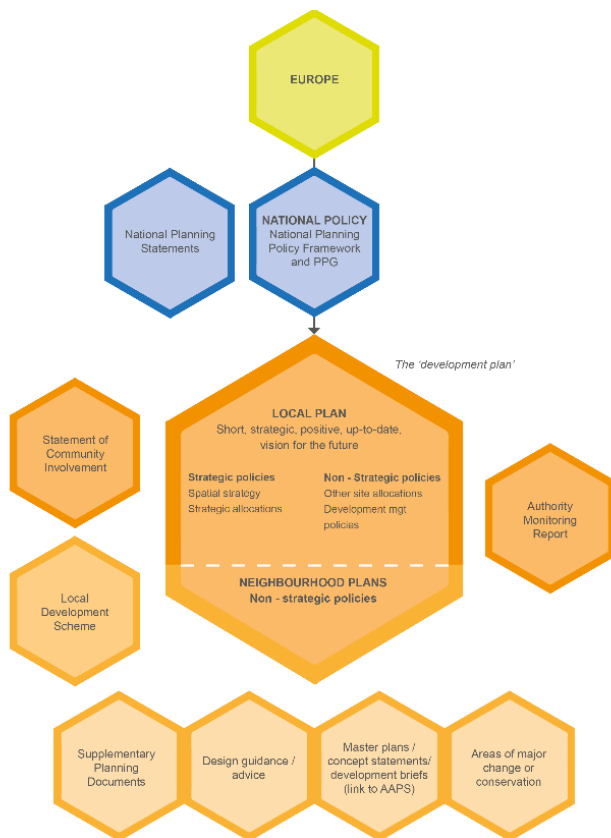 EUROPE
National Planning
Statements
NATIONAL POLICY
National Planning
Policy Framework
and PPG
The ‘development plan’
LOCAL PLAN
Short, strategic, positive, up-to-date,
vision for the future
Strategic policies
Spatial strategy
Strategic allocations
Non - Strategic policies
Other site allocations
Development mgt
policies
NEIGHBOURHOOD PLANS
Non - strategic policies
Statement of
Community
Involvement
Authority
Monitoring
Report
Local
Development
Scheme
Supplementary
Planning
Documents
Design guidance /
advice
Master plans /
concept statements/
development briefs
(link to AAPS)
Areas of major
change or
conservation